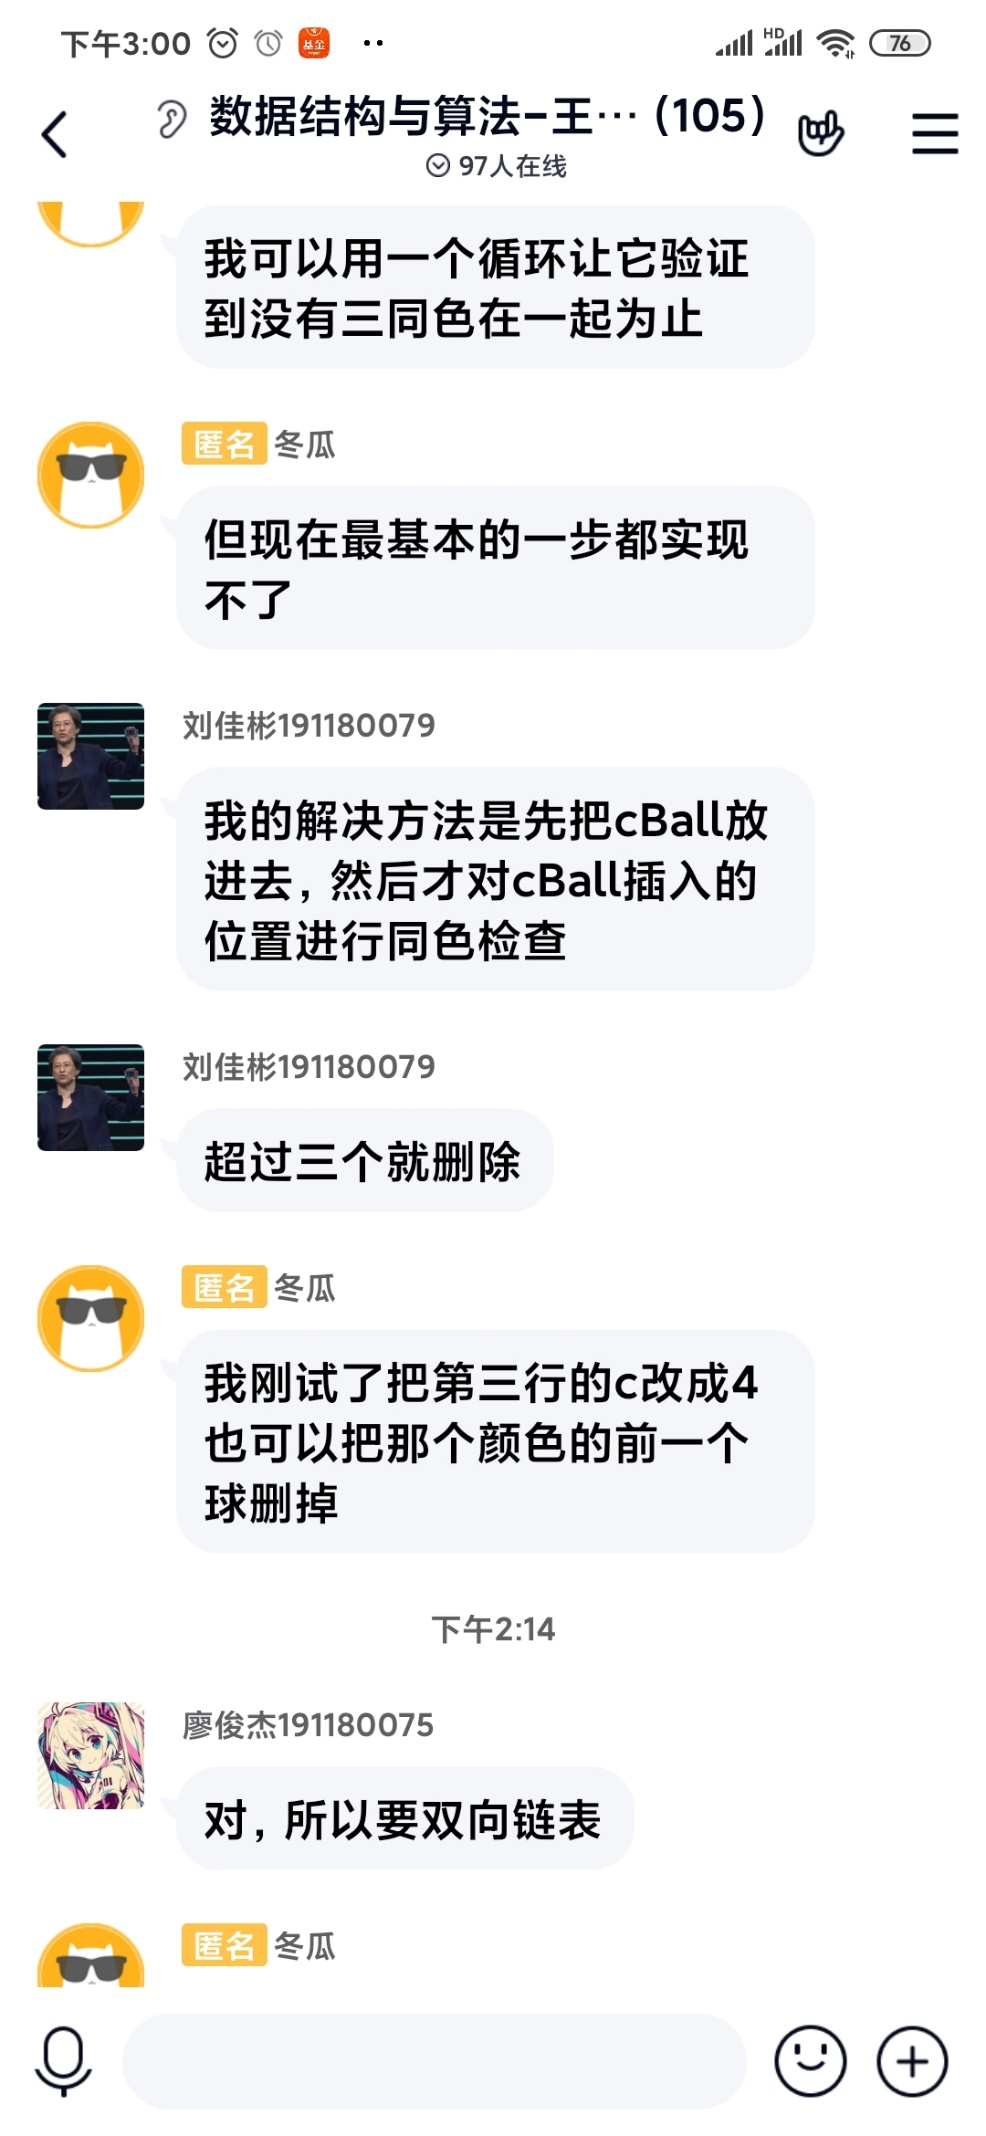 下午3:00
基金
HD
76
数据结构与算法-王… (105)
97人在线
我可以用一个循环让它验证
到没有三同色在一起为止
匿名 冬瓜
但现在最基本的一步都实现
不了
刘佳彬191180079
我的解决方法是先把cBall放
进去，然后才对cBall插入的
位置进行同色检查
刘佳彬191180079
超过三个就删除
匿名 冬瓜
我刚试了把第三行的c改成4
也可以把那个颜色的前一个
球删掉
下午2:14
廖俊杰191180075
01
对，所以要双向链表
匿名 冬瓜